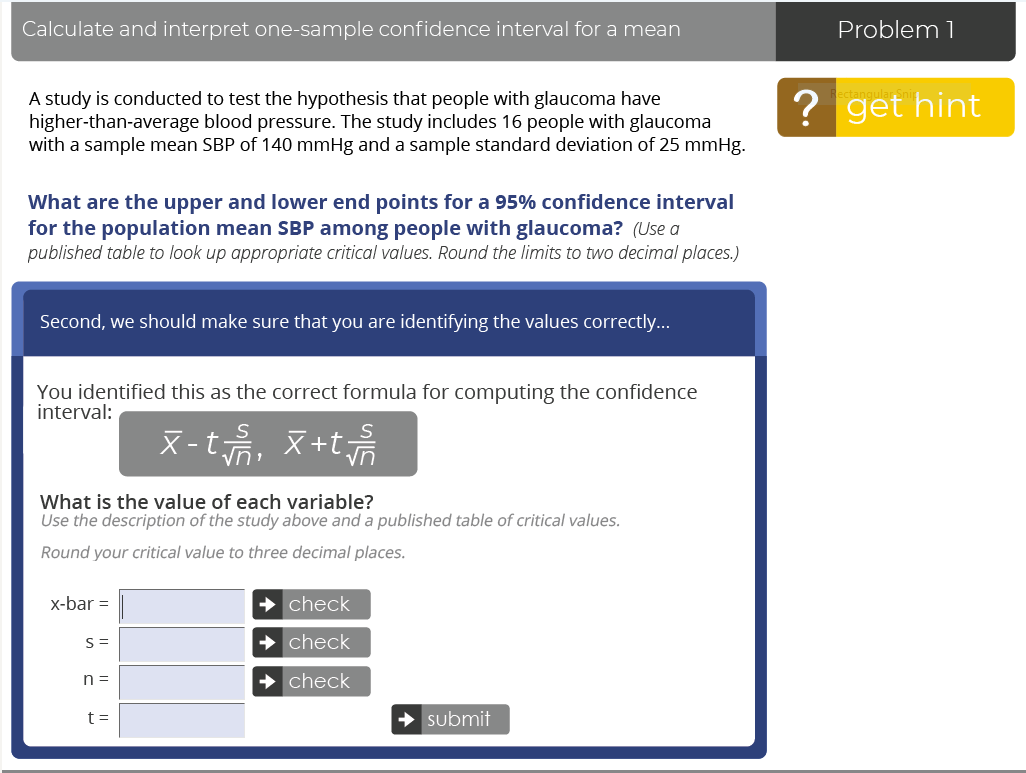 Calculate and interpret one-sample confidence interval for a mean
Problem 1
A study is conducted to test the hypothesis that people with glaucoma have
higher-than-average blood pressure. The study includes 16 people with glaucoma
with a sample mean SBP of 140 mmHg and a sample standard deviation of 25 mmHg.
? get hint
Rectangular Snip
What are the upper and lower end points for a 95% confidence interval
for the population mean SBP among people with glaucoma? (Use a
published table to look up appropriate critical values. Round the limits to two decimal places.)
Second, we should make sure that you are identifying the values correctly...
You identified this as the correct formula for computing the confidence
interval:
x̅ - t s/√n, x̅ + t s/√n
What is the value of each variable?
Use the description of the study above and a published table of critical values.
Round your critical value to three decimal places.
x-bar = check
s = check
n = check
t = submit